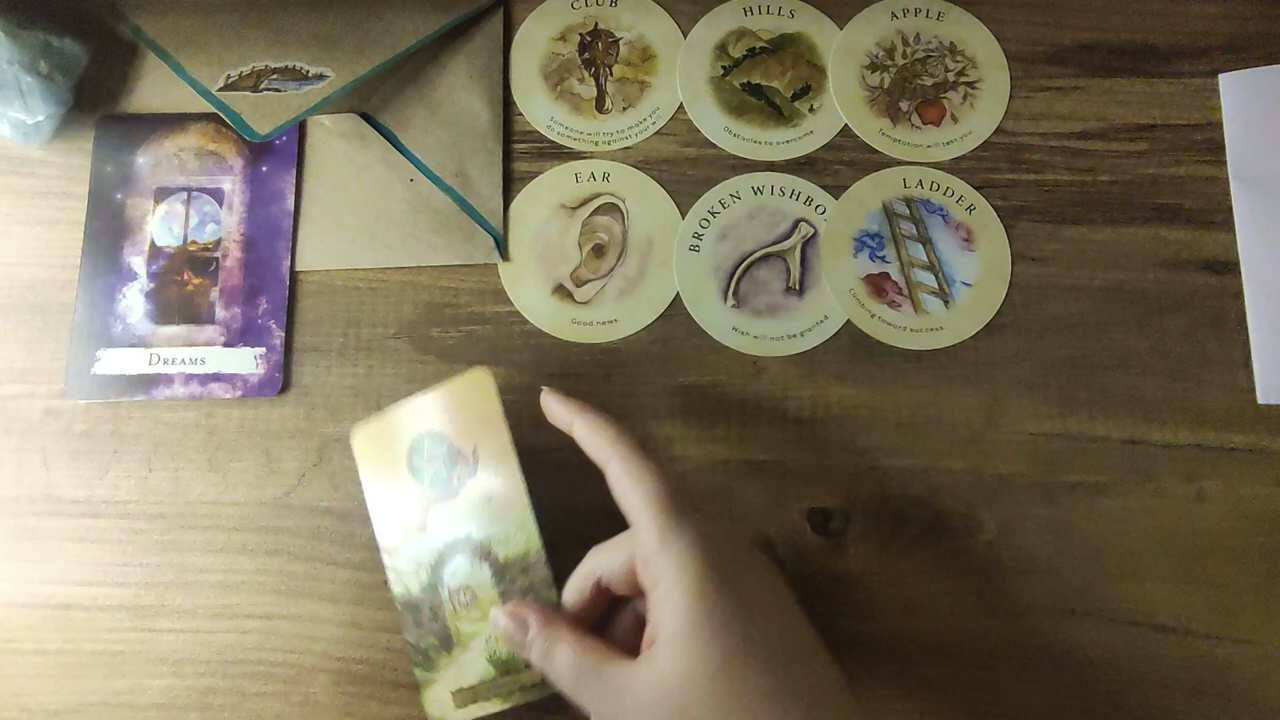 CLUB
Someone will try to make you
do something against your will
HILLS
Obstacles to overcome
APPLE
Temptation will test you
EAR
Good news
BROKEN WISHBO
Wish will not be granted
LADDER
Climbing toward success
DREAMS